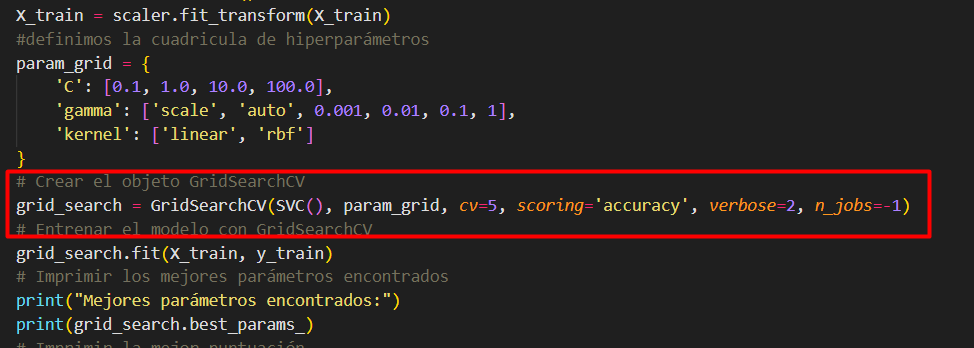 X_train = scaler.fit_transform(X_train)
#definimos la cuadricula de hiperparámetros
param_grid = {
    'C': [0.1, 1.0, 10.0, 100.0],
    'gamma': ['scale', 'auto', 0.001, 0.01, 0.1, 1],
    'kernel': ['linear', 'rbf']
}
# Crear el objeto GridSearchCV
grid_search = GridSearchCV(SVC(), param_grid, cv=5, scoring='accuracy', verbose=2, n_jobs=-1)
# Entrenar el modelo con GridSearchCV
grid_search.fit(X_train, y_train)
# Imprimir los mejores parámetros encontrados
print("Mejores parámetros encontrados:")
print(grid_search.best_params_)
# Imprimir la mejor puntuación